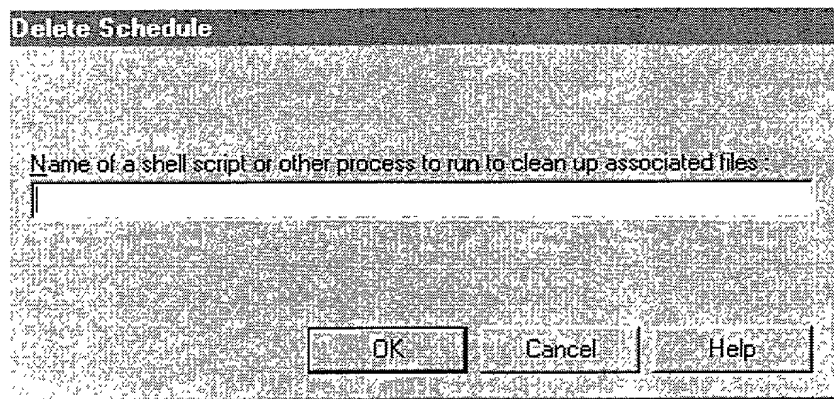 Delete Schedule
Name of a shell script or other process to run to clean up associated files :
OK Cancel Help